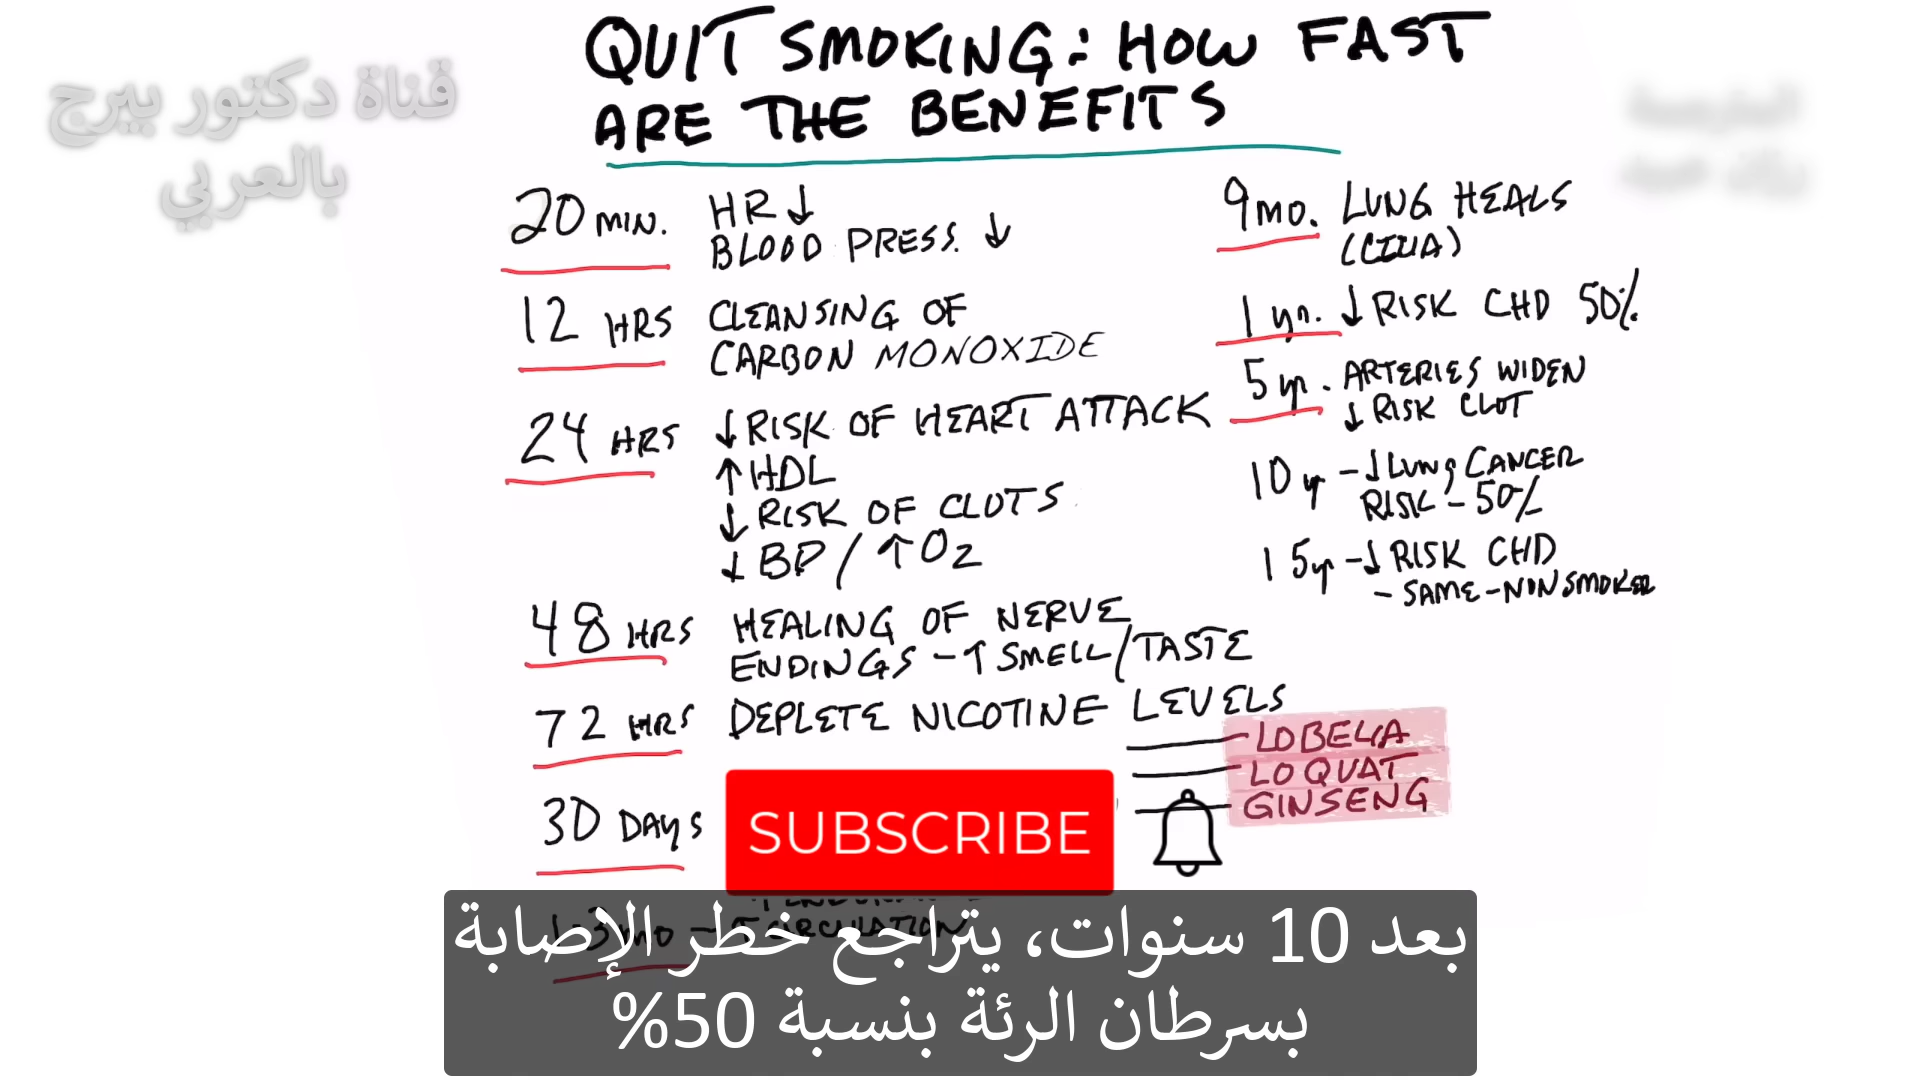 QUIT SMOKING: HOW FAST
ARE THE BENEFITS
قناة دكتور بيرج
بالعربي
20 MIN. HR ↓
BLOOD PRESS. ↓
12 HRS CLEANSING OF
CARBON MONOXIDE
24 HRS ↓ RISK OF HEART ATTACK
↑ HDL
↓ RISK OF CLOTS
↓ BP / ↑ O2
48 HRS HEALING OF NERVE
ENDINGS - ↑ SMELL/TASTE
72 HRS DEPLETE NICOTINE LEVELS
LOBELIA
LOQUAT
GINSENG
30 DAYS
SUBSCRIBE
CIRCULATION
9 MO. LUNG HEALS
(CILIA)
1 yr. ↓ RISK CHD 50%
5 yr. ARTERIES WIDEN
↓ RISK CLOT
10 yr - ↓ LUNG CANCER
RISK - 50%
15 yr - ↓ RISK CHD
- SAME - NON SMOKER
بعد 10 سنوات، يتراجع خطر الإصابة
بسرطان الرئة بنسبة 50%